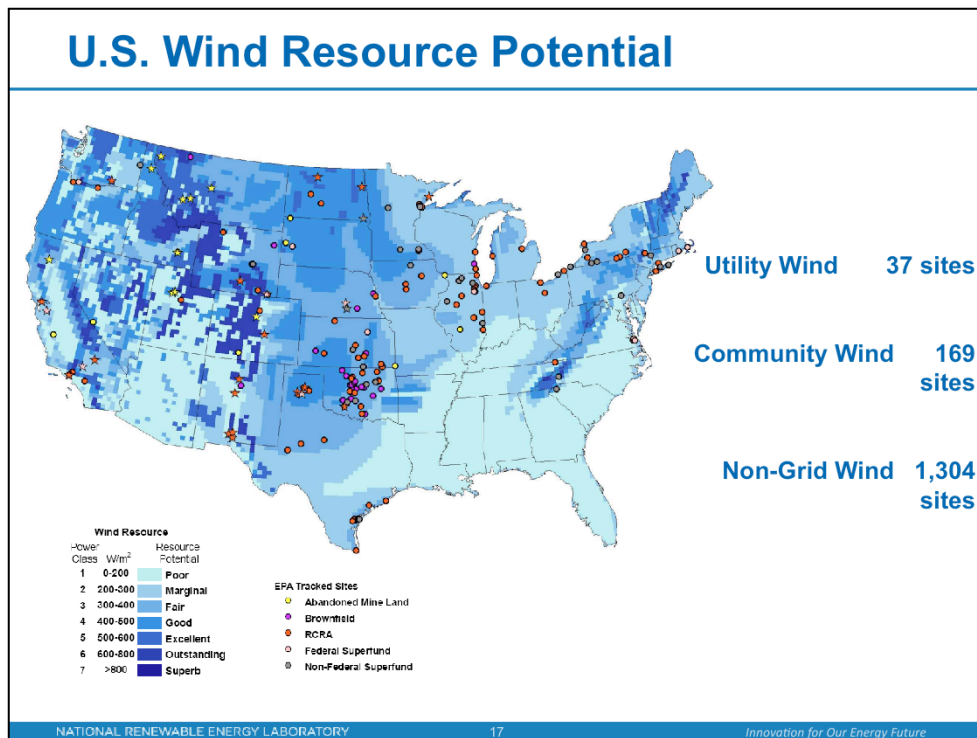 U.S. Wind Resource Potential
Utility Wind 37 sites
Community Wind 169
sites
Non-Grid Wind 1,304
sites
Wind Resource
Power Resource
Class W/m² Potential
1 0-200 Poor
2 200-300 Marginal
3 300-400 Fair
4 400-500 Good
5 500-600 Excellent
6 600-800 Outstanding
7 >800 Superb
EPA Tracked Sites
Abandoned Mine Land
Brownfield
RCRA
Federal Superfund
Non-Federal Superfund
NATIONAL RENEWABLE ENERGY LABORATORY 17 Innovation for Our Energy Future